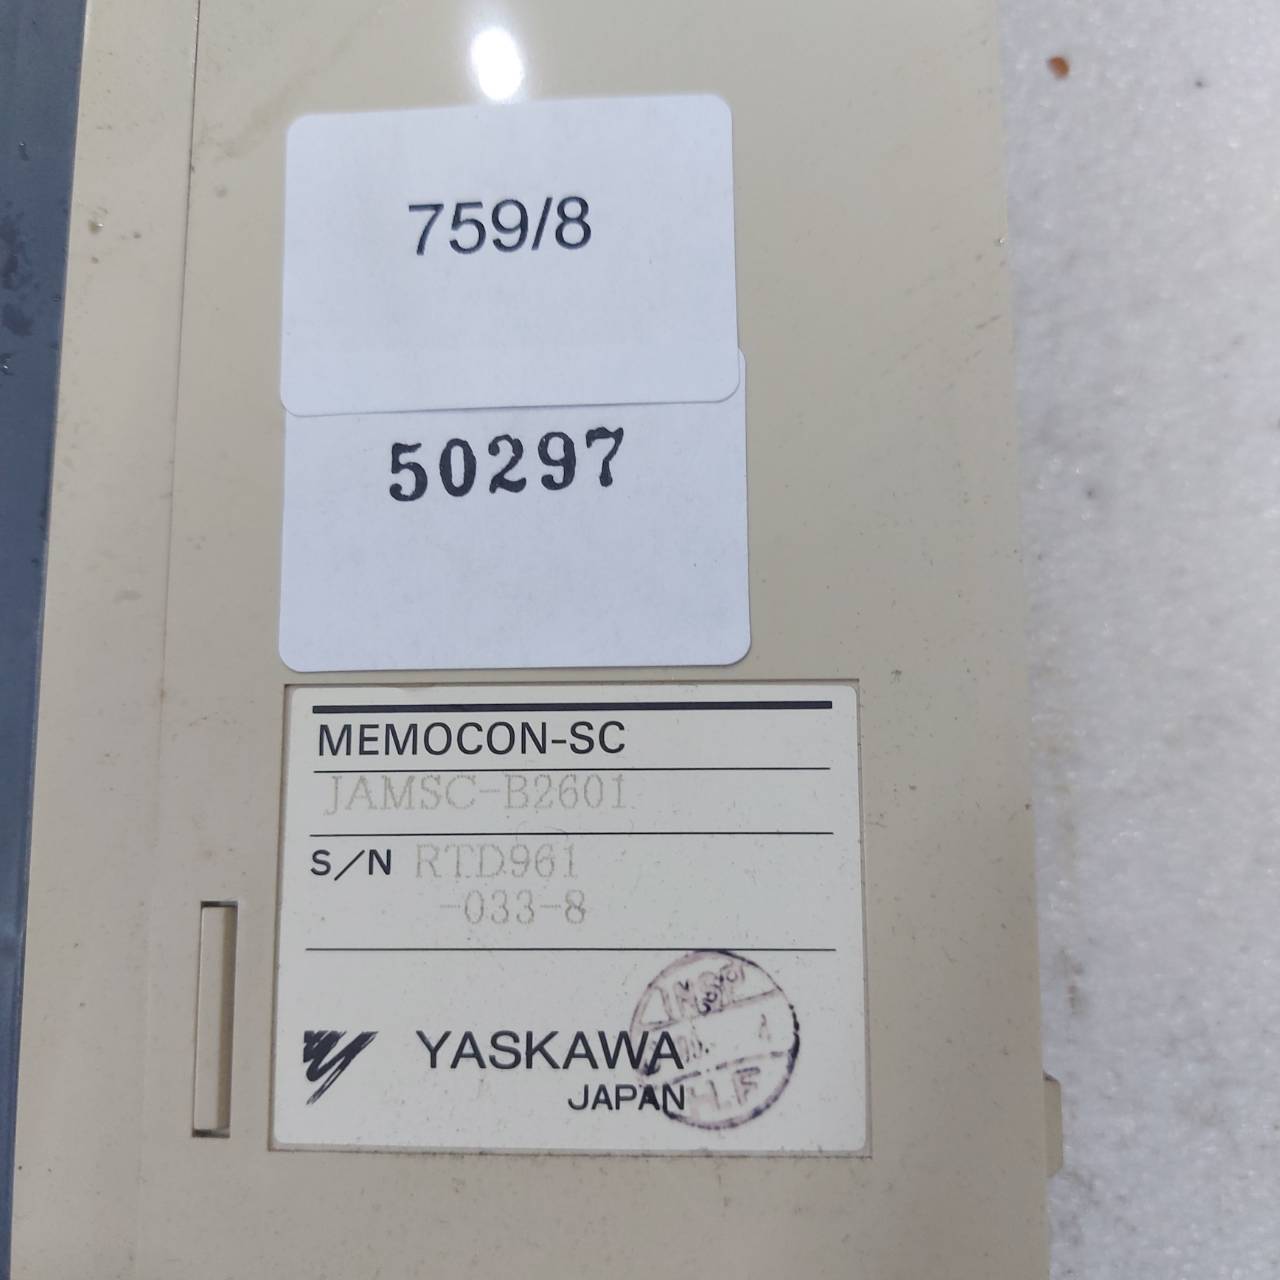 759/8
50297
MEMOCON-SC
JAMSC-B2601
S/N RTD961
-033-8
YASKAWA
JAPAN